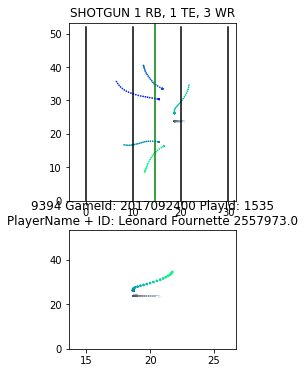 SHOTGUN 1 RB, 1 TE, 3 WR
50
40
30
20
10
0
0 10 20 30
9394 GameId: 2017092400 PlayId: 1535
PlayerName + ID: Leonard Fournette 2557973.0
40
20
0
15 20 25